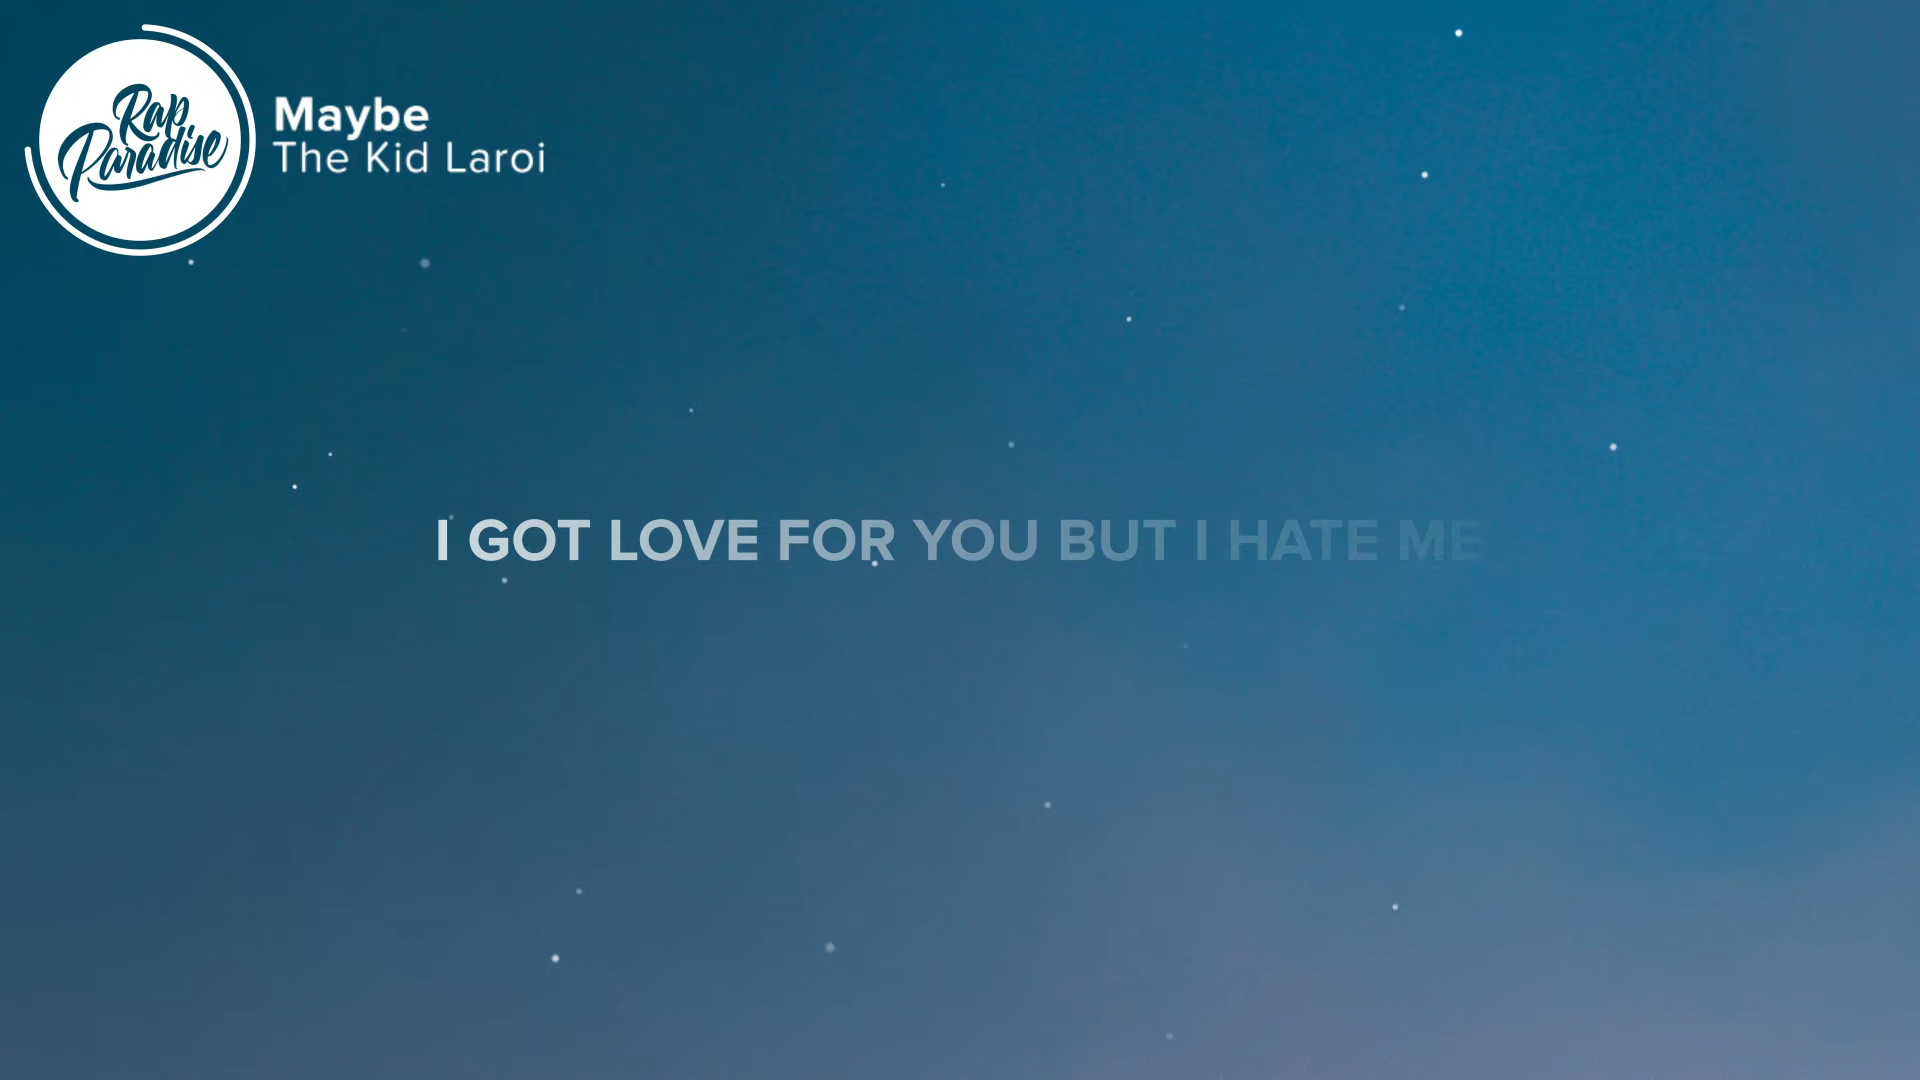 Rap
Paradise
Maybe
The Kid Laroi
I GOT LOVE FOR YOU BUT I HATE ME